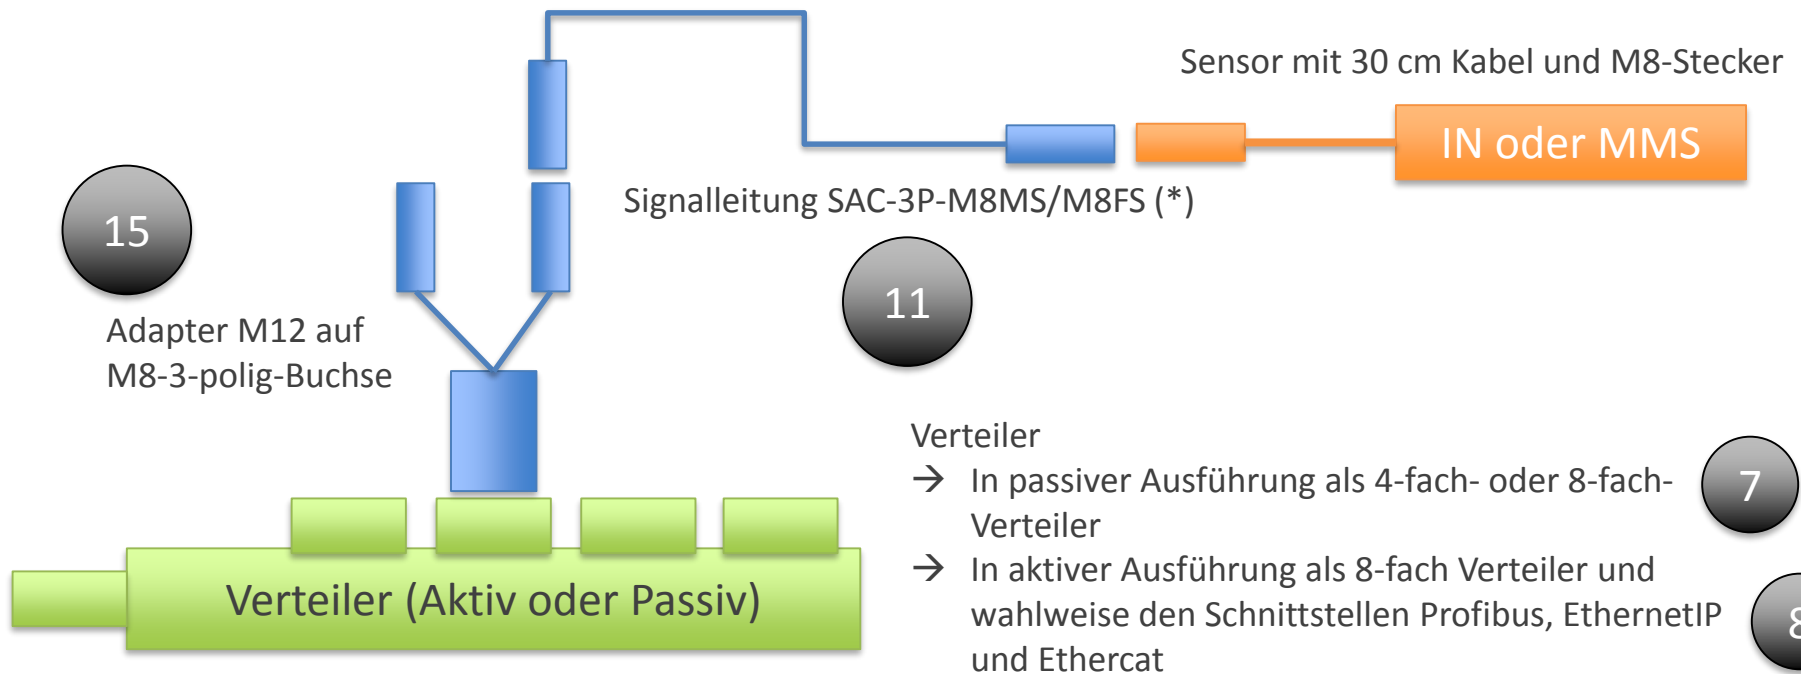 Sensor mit 30 cm Kabel und M8-Stecker
IN oder MMS
Signalleitung SAC-3P-M8MS/M8FS (*)
15
11
Adapter M12 auf
M8-3-polig-Buchse
Verteiler
→ In passiver Ausführung als 4-fach- oder 8-fach-
Verteiler
7
→ In aktiver Ausführung als 8-fach Verteiler und
wahlweise den Schnittstellen Profibus, EthernetIP
und Ethercat
8
Verteiler (Aktiv oder Passiv)